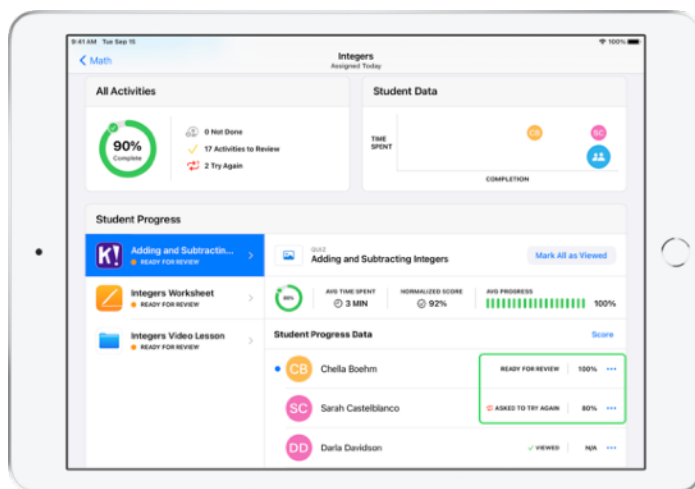 9:41 AM Tue Sep 15
100%
Math
Integers
Assigned Today
All Activities
90%
Complete
0 Not Done
17 Activities to Review
2 Try Again
Student Data
TIME
SPENT
CB
SC
COMPLETION
Student Progress
K!
Adding and Subtractin...
READY FOR REVIEW
Integers Worksheet
READY FOR REVIEW
Integers Video Lesson
READY FOR REVIEW
QUIZ
Adding and Subtracting Integers
Mark All as Viewed
AVG TIME SPENT
3 MIN
NORMALIZED SCORE
92%
AVG PROGRESS
100%
Student Progress Data
Score
CB Chella Boehm READY FOR REVIEW 100%
SC Sarah Castelblanco ASKED TO TRY AGAIN 80%
DD Darla Davidson VIEWED N/A